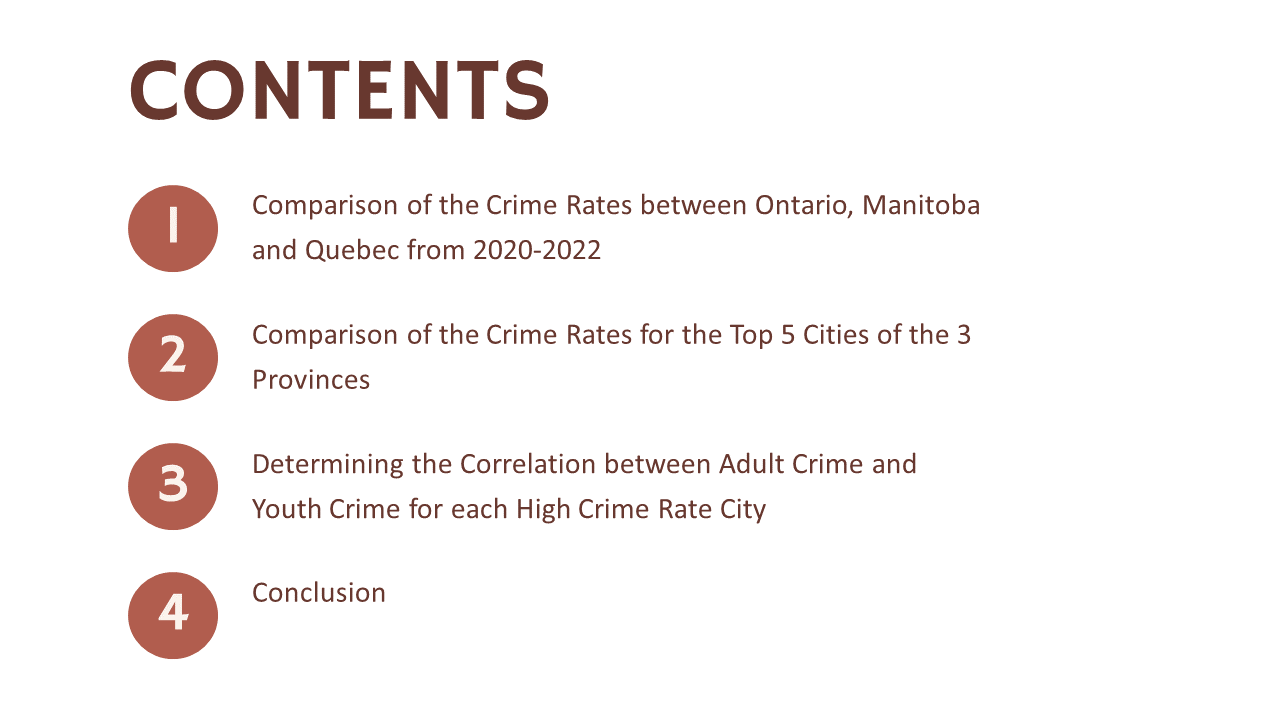 CONTENTS
1
Comparison of the Crime Rates between Ontario, Manitoba
and Quebec from 2020-2022
2
Comparison of the Crime Rates for the Top 5 Cities of the 3
Provinces
3
Determining the Correlation between Adult Crime and
Youth Crime for each High Crime Rate City
4
Conclusion